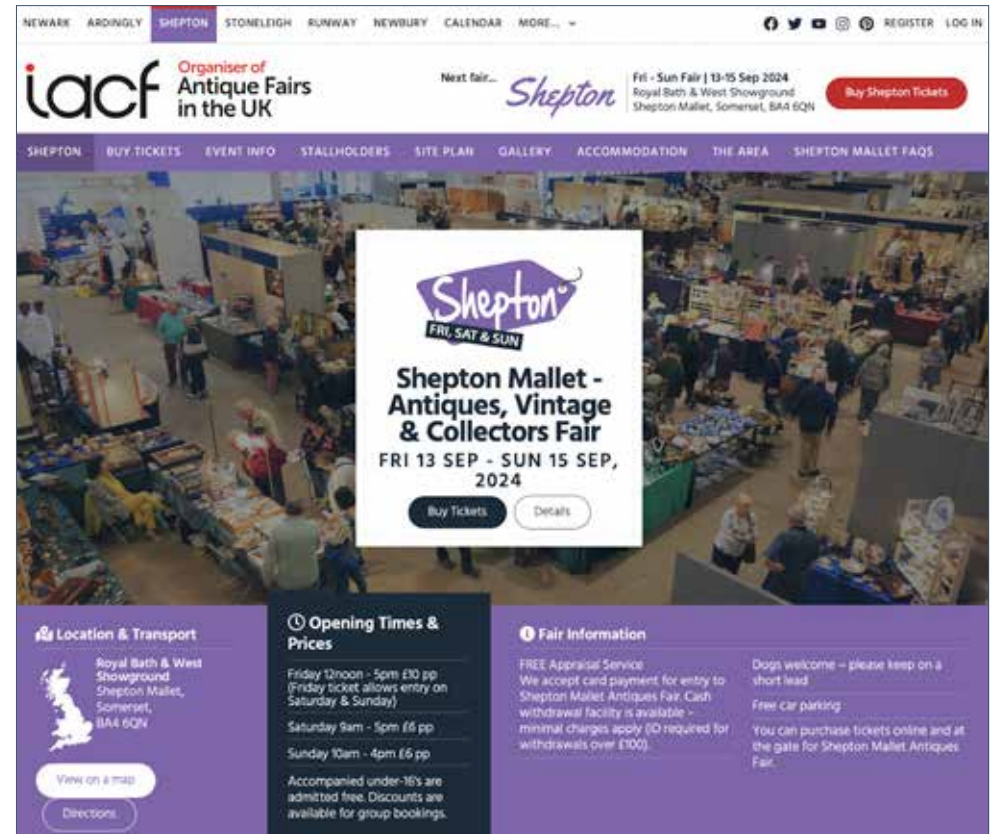 NEWARK ARDINGLY SHEPTON STONELEIGH RUNWAY NEWBURY CALENDAR MORE... REGISTER LOG IN
iacf
Organiser of
Antique Fairs
in the UK
Next fair...
Shepton
Fri - Sun Fair | 13-15 Sep 2024
Royal Bath & West Showground
Shepton Mallet, Somerset, BA4 6QN
Buy Shepton Tickets
SHEPTON BUY TICKETS EVENT INFO STALLHOLDERS SITE PLAN GALLERY ACCOMMODATION THE AREA SHEPTON MALLET FAQS
Shepton
FRI, SAT & SUN
Shepton Mallet -
Antiques, Vintage
& Collectors Fair
FRI 13 SEP - SUN 15 SEP,
2024
Buy Tickets
Details
Location & Transport
Royal Bath & West
Showground
Shepton Mallet,
Somerset,
BA4 6QN
View on a map
Directions
Opening Times &
Prices
Friday 12noon - 5pm £10 pp
(Friday ticket allows entry on
Saturday & Sunday)
Saturday 9am - 5pm £6 pp
Sunday 10am - 4pm £6 pp
Accompanied under-16's are
admitted free. Discounts are
available for group bookings.
Fair Information
FREE Appraisal Service
We accept card payment for entry to
Shepton Mallet Antiques Fair. Cash
withdrawal facility is available -
minimal charges apply (ID required for
withdrawals over £100).
Dogs welcome – please keep on a
short lead
Free car parking
You can purchase tickets online and at
the gate for Shepton Mallet Antiques
Fair.